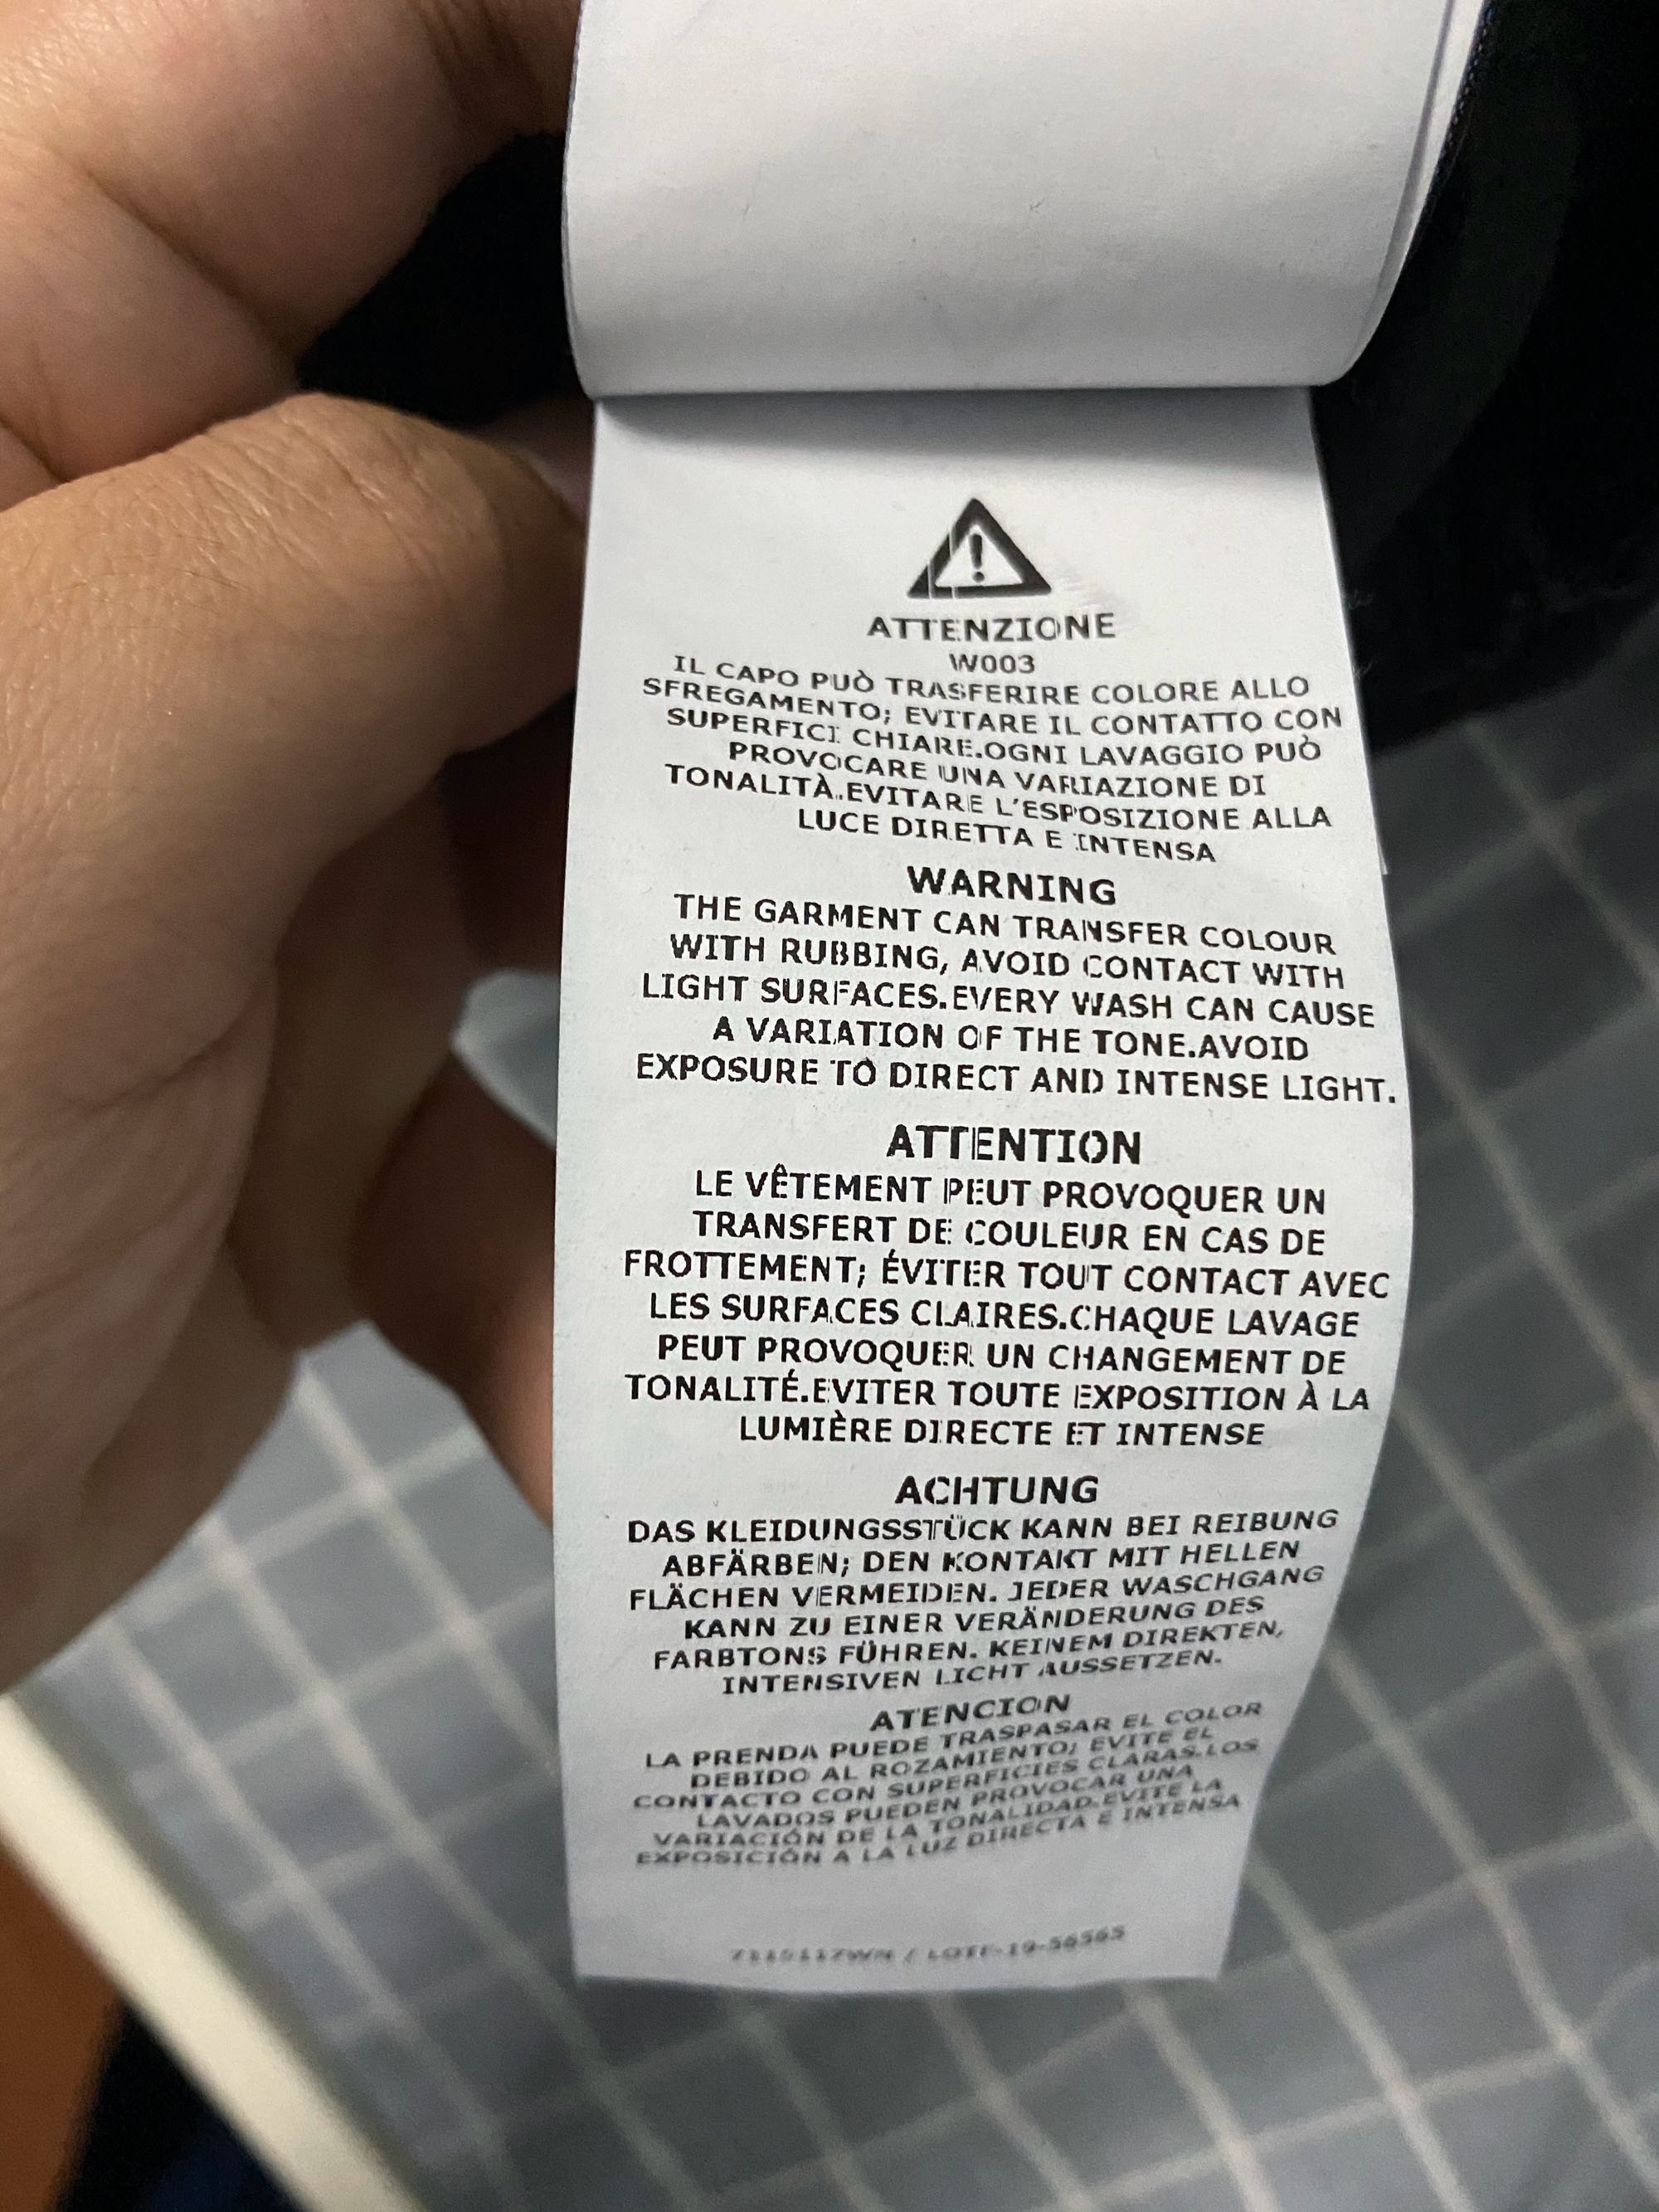 ATTENZIONE
W003
IL CAPO PUÒ TRASFERIRE COLORE ALLO
SFREGAMENTO; EVITARE IL CONTATTO CON
SUPERFICI CHIARE.OGNI LAVAGGIO PUÒ
PROVOCARE UNA VARIAZIONE DI
TONALITÀ.EVITARE L'ESPOSIZIONE ALLA
LUCE DIRETTA E INTENSA
WARNING
THE GARMENT CAN TRANSFER COLOUR
WITH RUBBING, AVOID CONTACT WITH
LIGHT SURFACES.EVERY WASH CAN CAUSE
A VARIATION OF THE TONE.AVOID
EXPOSURE TO DIRECT AND INTENSE LIGHT.
ATTENTION
LE VÊTEMENT PEUT PROVOQUER UN
TRANSFERT DE COULEUR EN CAS DE
FROTTEMENT; ÉVITER TOUT CONTACT AVEC
LES SURFACES CLAIRES.CHAQUE LAVAGE
PEUT PROVOQUER UN CHANGEMENT DE
TONALITÉ.EVITER TOUTE EXPOSITION À LA
LUMIÈRE DIRECTE ET INTENSE
ACHTUNG
DAS KLEIDUNGSSTÜCK KANN BEI REIBUNG
ABFÄRBEN; DEN KONTAKT MIT HELLEN
FLÄCHEN VERMEIDEN. JEDER WASCHGANG
KANN ZU EINER VERÄNDERUNG DES
FARBTONS FÜHREN. KEINEM DIREKTEN,
INTENSIVEN LICHT AUSSETZEN.
ATENCION
LA PRENDA PUEDE TRASPASAR EL COLOR
DEBIDO AL ROZAMIENTO; EVITE EL
CONTACTO CON SUPERFICIES CLARAS.LOS
LAVADOS PUEDEN PROVOCAR UNA
VARIACIÓN DE LA TONALIDAD.EVITE LA
EXPOSICIÓN A LA LUZ DIRECTA E INTENSA